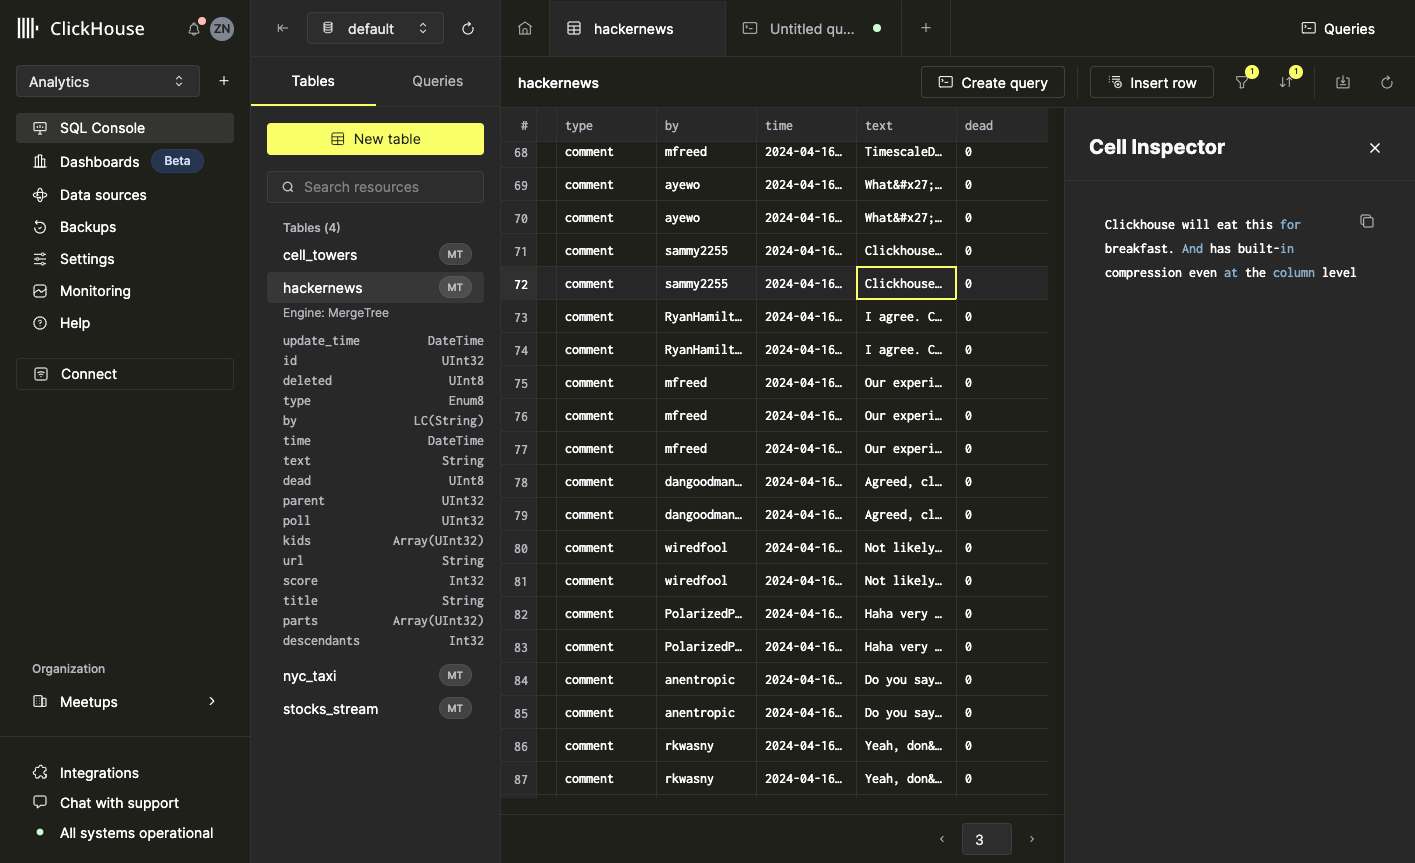 ClickHouse
ZN
Analytics
SQL Console
Dashboards Beta
Data sources
Backups
Settings
Monitoring
Help
Connect
Organization
Meetups
Integrations
Chat with support
All systems operational
default
Tables Queries
New table
Search resources
Tables (4)
cell_towers MT
hackernews MT
Engine: MergeTree
update_time DateTime
id UInt32
deleted UInt8
type Enum8
by LC(String)
time DateTime
text String
dead UInt8
parent UInt32
poll UInt32
kids Array(UInt32)
url String
score Int32
title String
parts Array(UInt32)
descendants Int32
nyc_taxi MT
stocks_stream MT
hackernews
Untitled qu...
Queries
hackernews
Create query
Insert row
1
1
# type by time text dead
68 comment mfreed 2024-04-16… TimescaleD… 0
69 comment ayewo 2024-04-16… What&#x27;… 0
70 comment ayewo 2024-04-16… What&#x27;… 0
71 comment sammy2255 2024-04-16… Clickhouse… 0
72 comment sammy2255 2024-04-16… Clickhouse… 0
73 comment RyanHamilt… 2024-04-16… I agree. C… 0
74 comment RyanHamilt… 2024-04-16… I agree. C… 0
75 comment mfreed 2024-04-16… Our experi… 0
76 comment mfreed 2024-04-16… Our experi… 0
77 comment mfreed 2024-04-16… Our experi… 0
78 comment dangoodman… 2024-04-16… Agreed, cl… 0
79 comment dangoodman… 2024-04-16… Agreed, cl… 0
80 comment wiredfool 2024-04-16… Not likely… 0
81 comment wiredfool 2024-04-16… Not likely… 0
82 comment PolarizedP… 2024-04-16… Haha very … 0
83 comment PolarizedP… 2024-04-16… Haha very … 0
84 comment anentropic 2024-04-16… Do you say… 0
85 comment anentropic 2024-04-16… Do you say… 0
86 comment rkwasny 2024-04-16… Yeah, don&… 0
87 comment rkwasny 2024-04-16… Yeah, don&… 0
3
Cell Inspector
Clickhouse will eat this for
breakfast. And has built-in
compression even at the column level